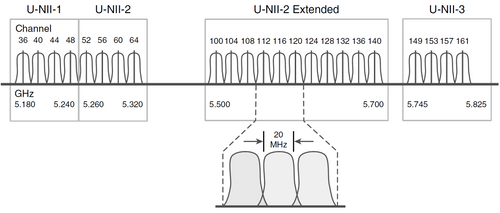 U-NII-1 U-NII-2 U-NII-2 Extended U-NII-3
Channel
36 40 44 48 52 56 60 64 100 104 108 112 116 120 124 128 132 136 140 149 153 157 161
GHz
5.180 5.240 5.260 5.320 5.500 5.700 5.745 5.825
20
MHz